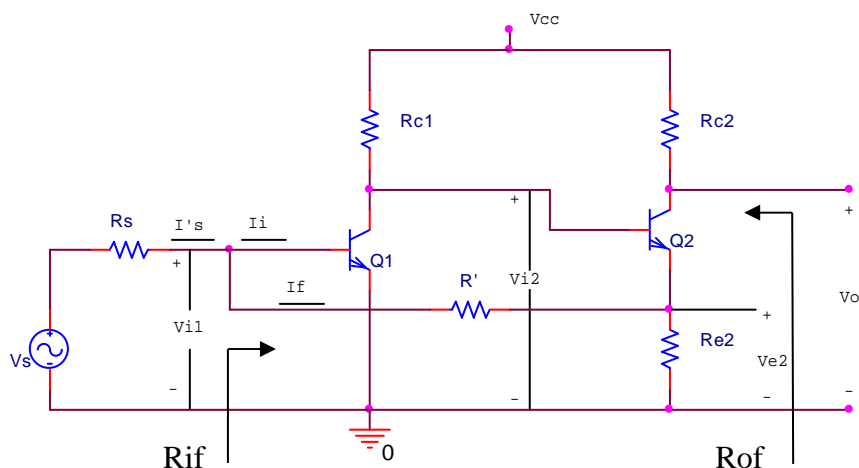 Vcc
Rc1
Rc2
Rs
I's
Ii
+
+
+
Q1
Q2
If
R'
Vi2
Vo
Vi1
+
Vs
Re2
Ve2
-
-
-
-
0
Rif
Rof